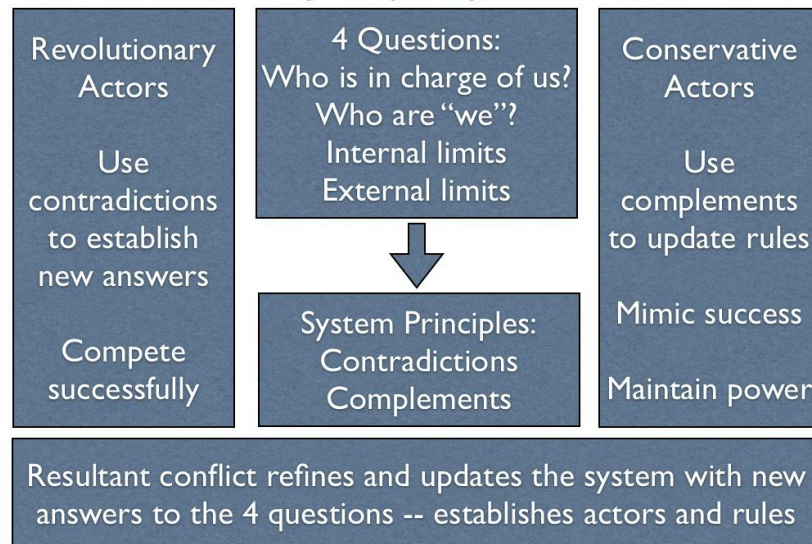 Revolutionary
Actors
Use
contradictions
to establish
new answers
Compete
successfully
4 Questions:
Who is in charge of us?
Who are “we”?
Internal limits
External limits
System Principles:
Contradictions
Complements
Conservative
Actors
Use
complements
to update rules
Mimic success
Maintain power
Resultant conflict refines and updates the system with new
answers to the 4 questions -- establishes actors and rules